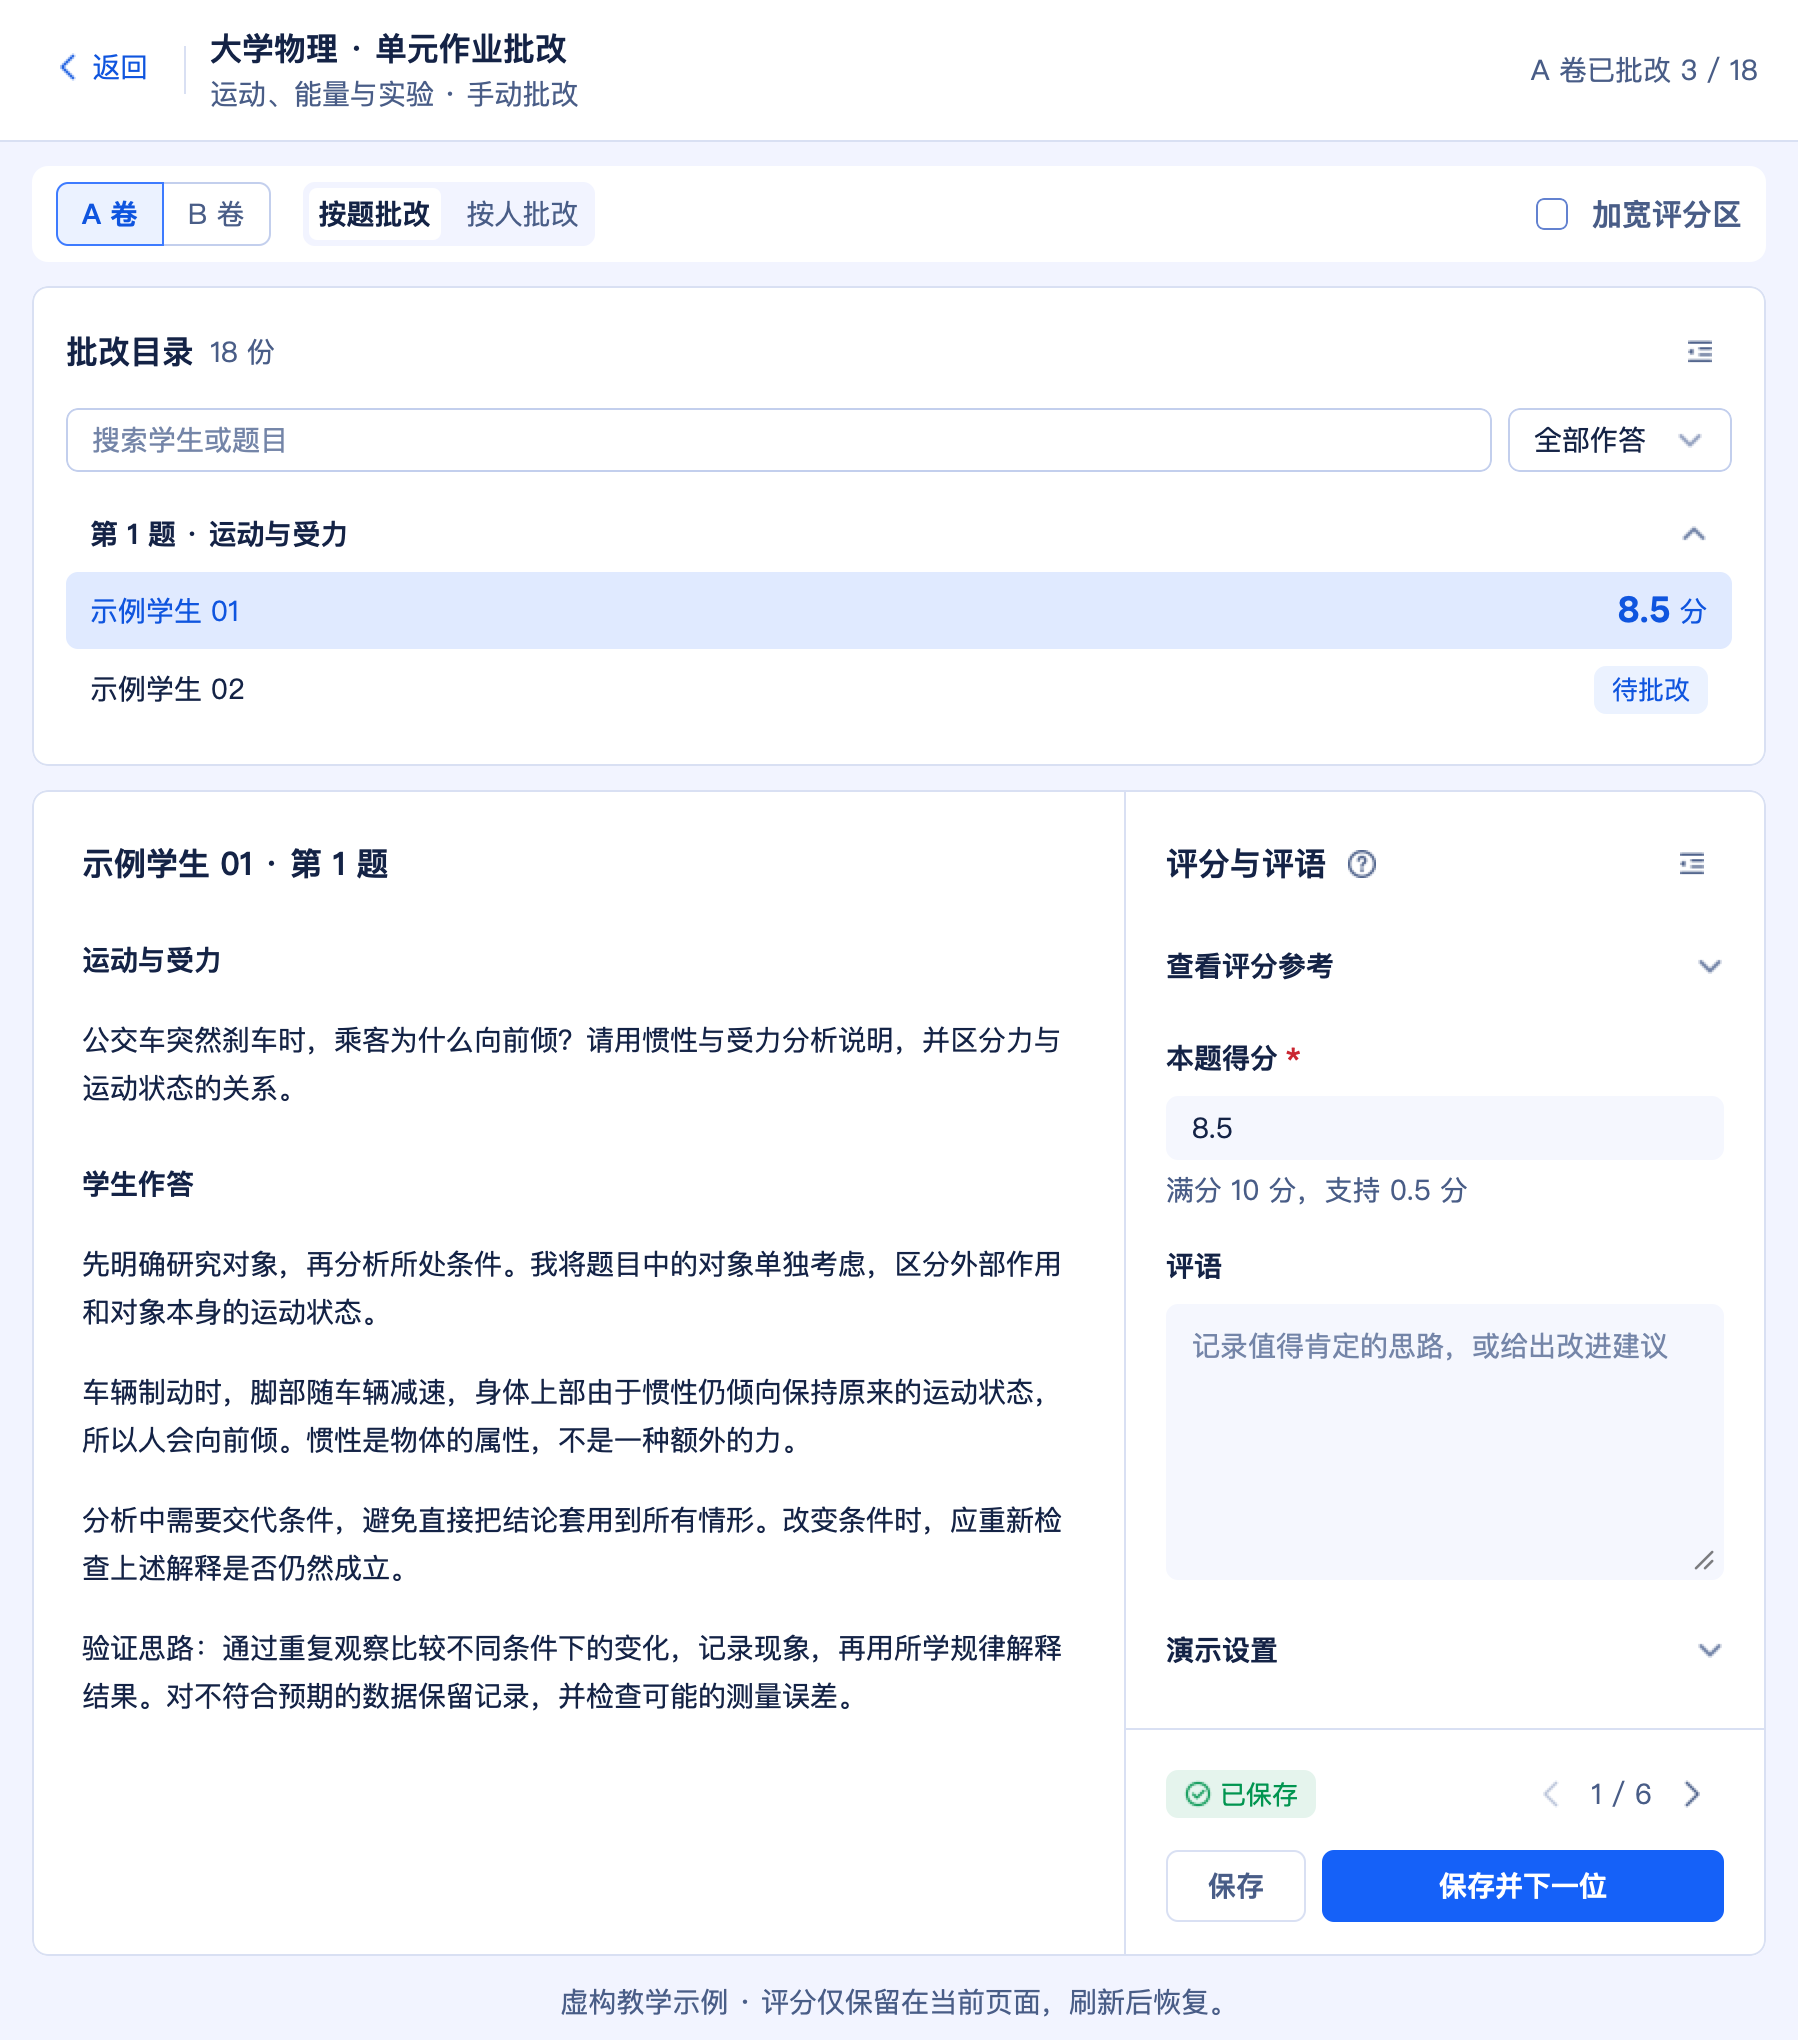 返回
大学物理 · 单元作业批改
运动、能量与实验 · 手动批改
A 卷已批改 3 / 18
A 卷
B 卷
按题批改
按人批改
加宽评分区
批改目录 18 份
搜索学生或题目
全部作答
第 1 题 · 运动与受力
示例学生 01
8.5 分
示例学生 02
待批改
示例学生 01 · 第 1 题
运动与受力
公交车突然刹车时，乘客为什么向前倾？请用惯性与受力分析说明，并区分力与
运动状态的关系。
学生作答
先明确研究对象，再分析所处条件。我将题目中的对象单独考虑，区分外部作用
和对象本身的运动状态。
车辆制动时，脚部随车辆减速，身体上部由于惯性仍倾向保持原来的运动状态，
所以人会向前倾。惯性是物体的属性，不是一种额外的力。
分析中需要交代条件，避免直接把结论套用到所有情形。改变条件时，应重新检
查上述解释是否仍然成立。
验证思路：通过重复观察比较不同条件下的变化，记录现象，再用所学规律解释
结果。对不符合预期的数据保留记录，并检查可能的测量误差。
评分与评语
查看评分参考
本题得分 *
8.5
满分 10 分，支持 0.5 分
评语
记录值得肯定的思路，或给出改进建议
演示设置
已保存
1 / 6
保存
保存并下一位
虚构教学示例 · 评分仅保留在当前页面，刷新后恢复。